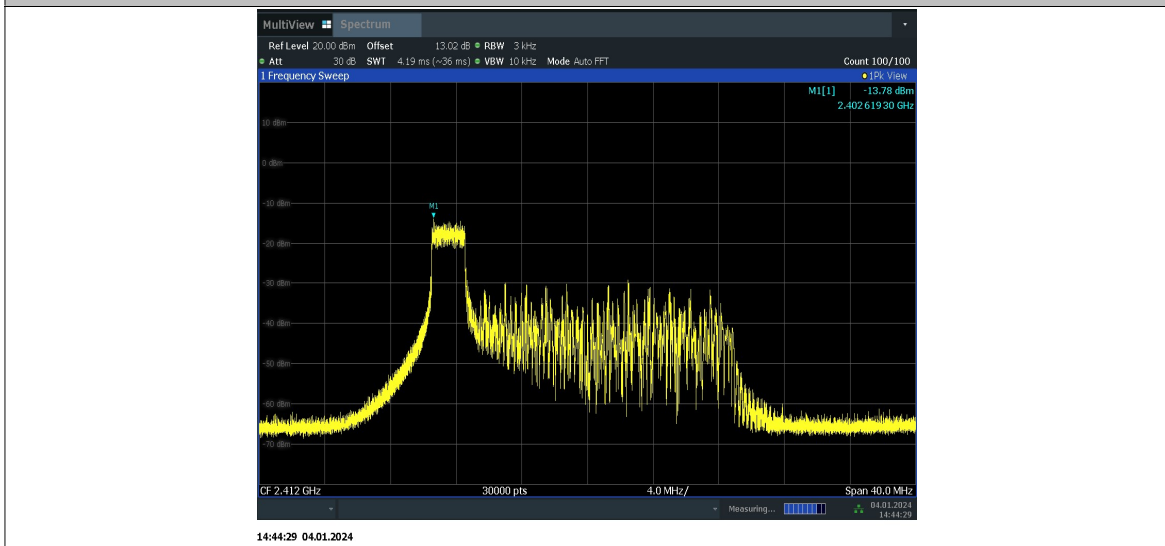 MultiView Spectrum
Ref Level 20.00 dBm Offset 13.02 dB RBW 3 kHz
Att 30 dB SWT 4.19 ms (~36 ms) VBW 10 kHz Mode Auto FFT Count 100/100
1 Frequency Sweep 1Pk View
M1[1] -13.78 dBm
2.402 619 30 GHz
10 dBm
0 dBm
-10 dBm
M1
-20 dBm
-30 dBm
-40 dBm
-50 dBm
-60 dBm
-70 dBm
CF 2.412 GHz 30000 pts 4.0 MHz/ Span 40.0 MHz
Measuring... 04.01.2024
14:44:29
14:44:29 04.01.2024